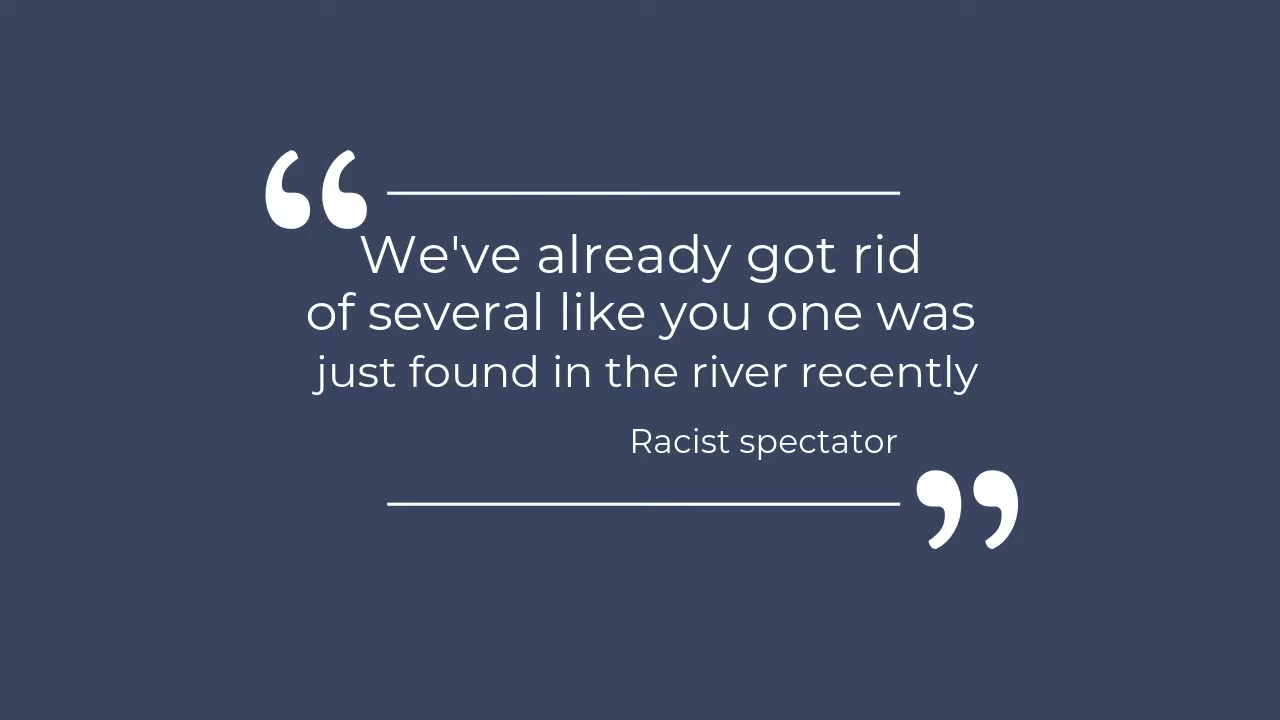 “
We've already got rid
of several like you one was
just found in the river recently
Racist spectator
”